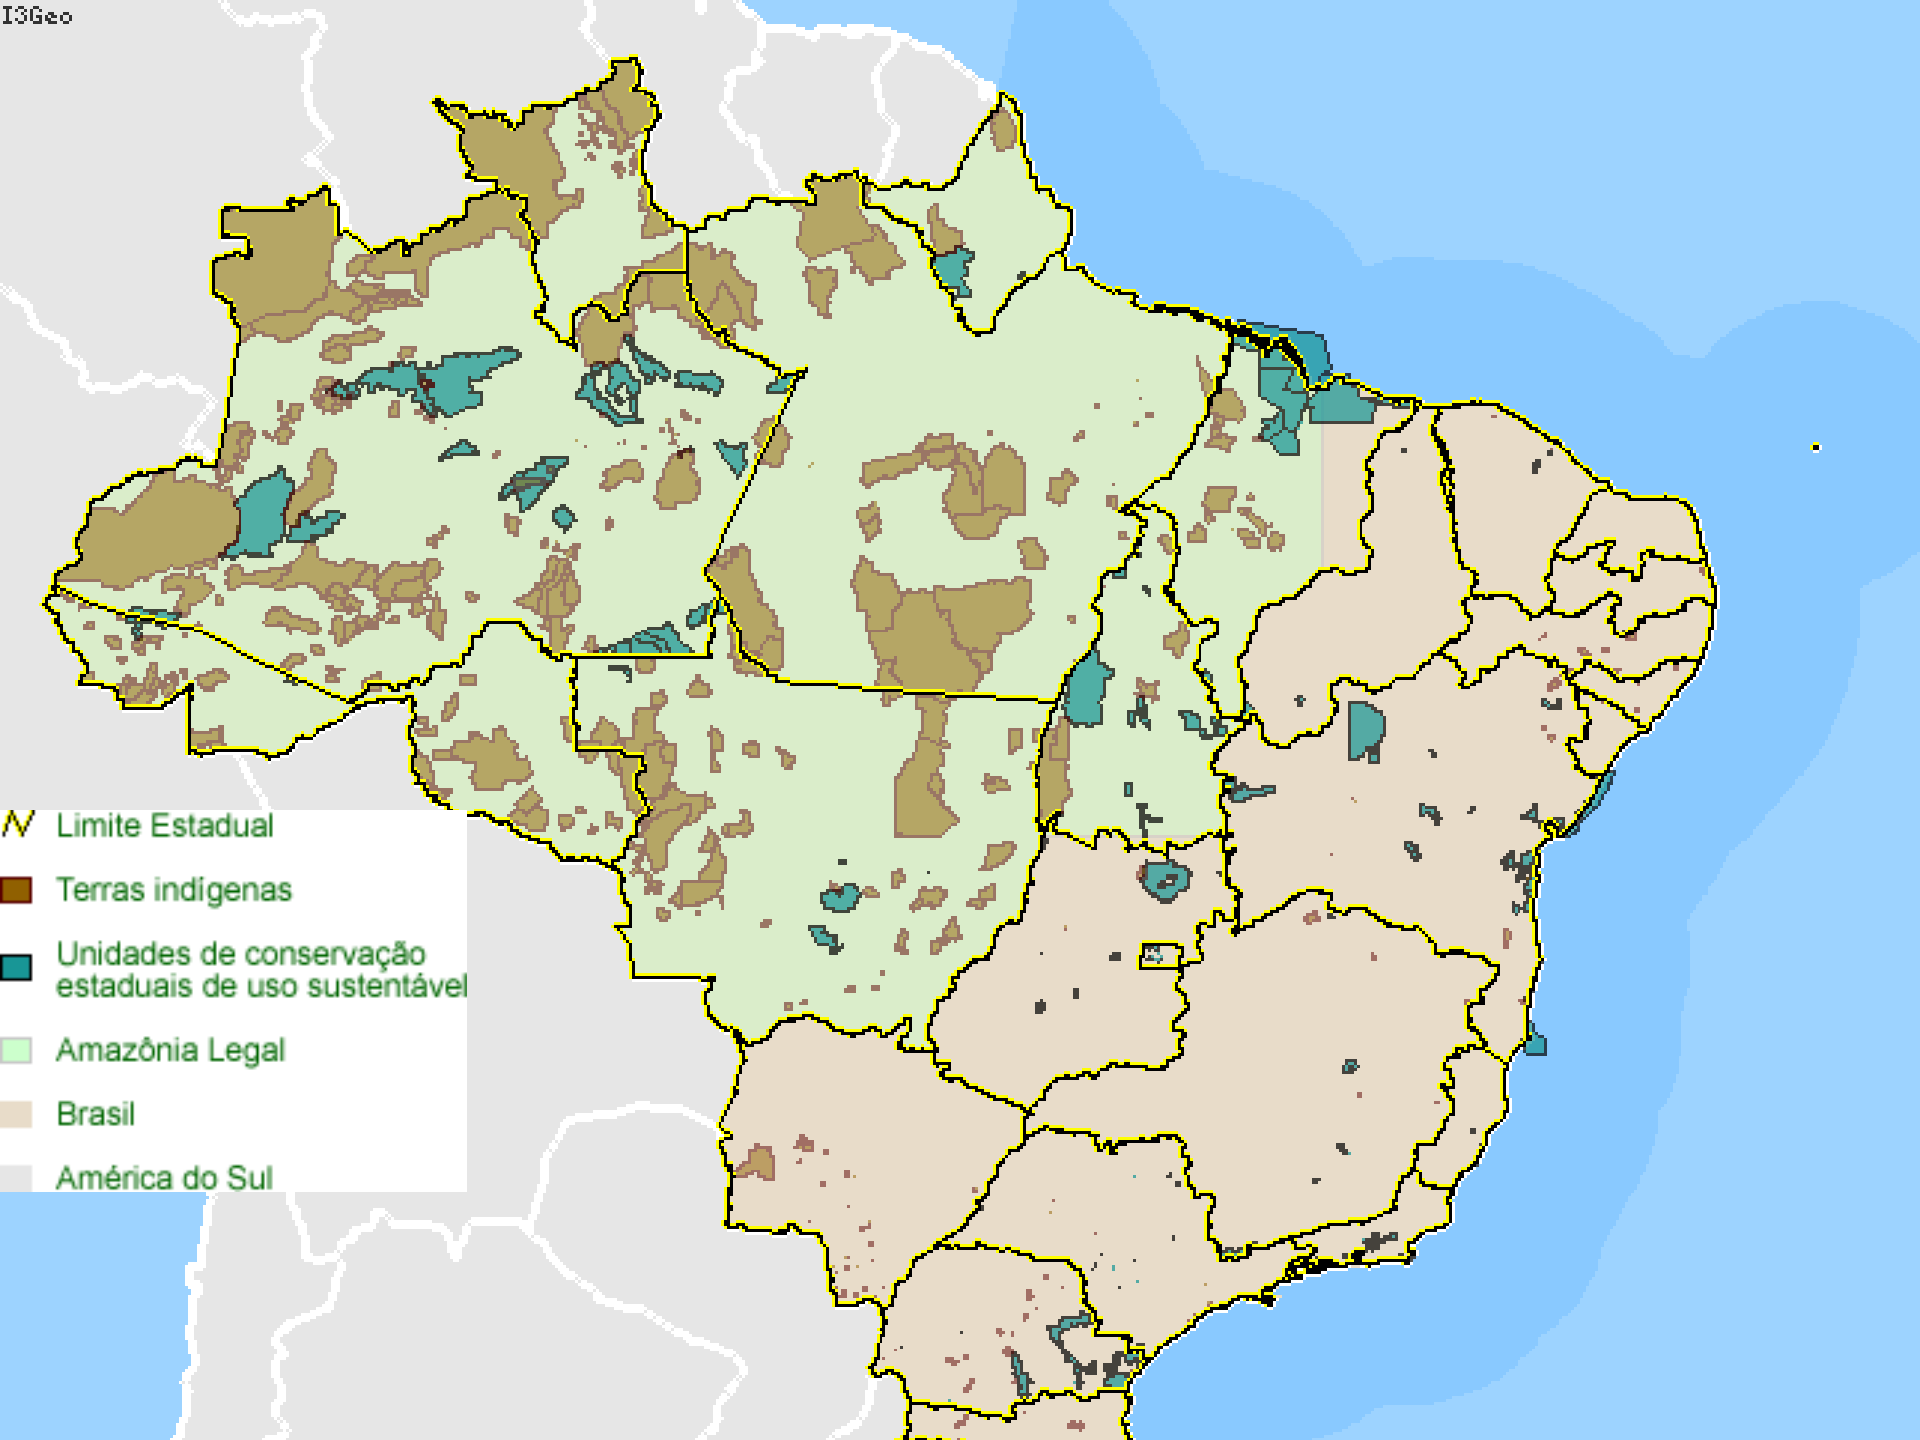 I3Geo
Limite Estadual
Terras indígenas
Unidades de conservação
estaduais de uso sustentável
Amazônia Legal
Brasil
América do Sul